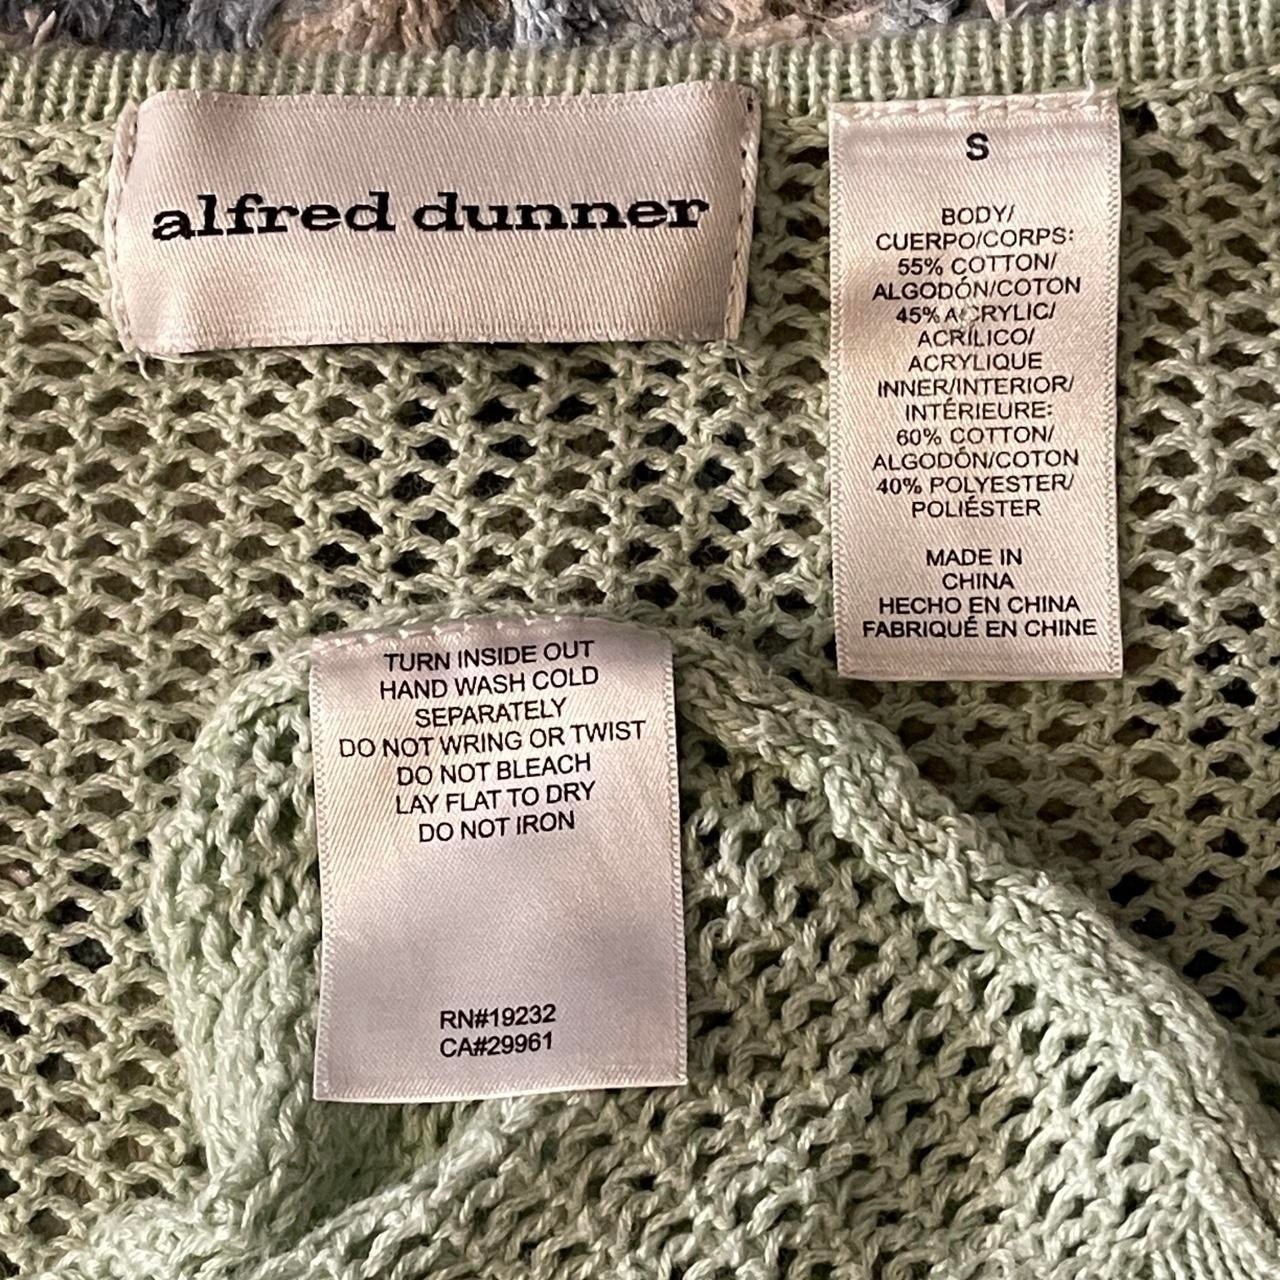 alfred dunner
S
BODY/
CUERPO/CORPS:
55% COTTON/
ALGODÓN/COTON
45% ACRYLIC/
ACRÍLICO/
ACRYLIQUE
INNER/INTERIOR/
INTÉRIEURE:
60% COTTON/
ALGODÓN/COTON
40% POLYESTER/
POLIÉSTER
MADE IN
CHINA
HECHO EN CHINA
FABRIQUÉ EN CHINE
TURN INSIDE OUT
HAND WASH COLD
SEPARATELY
DO NOT WRING OR TWIST
DO NOT BLEACH
LAY FLAT TO DRY
DO NOT IRON
RN#19232
CA#29961